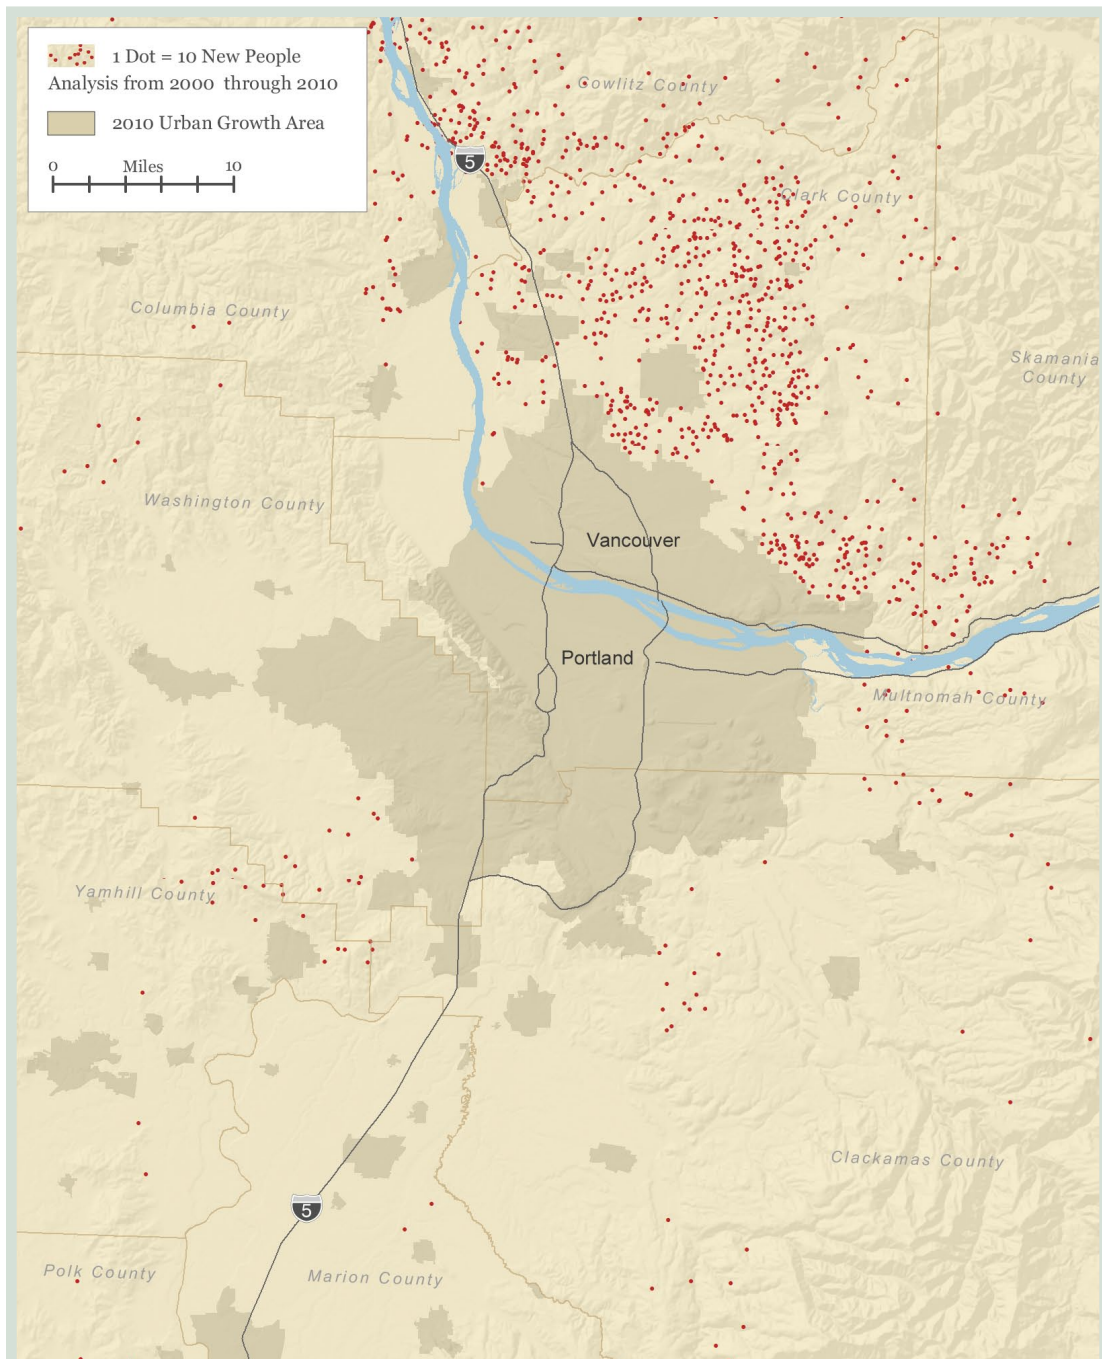 1 Dot = 10 New People
Analysis from 2000 through 2010
2010 Urban Growth Area
0 Miles 10
Cowlitz County
5
Clark County
Columbia County
Skamania
County
Washington County
Vancouver
Portland
Multnomah County
Yamhill County
Clackamas County
5
Polk County
Marion County